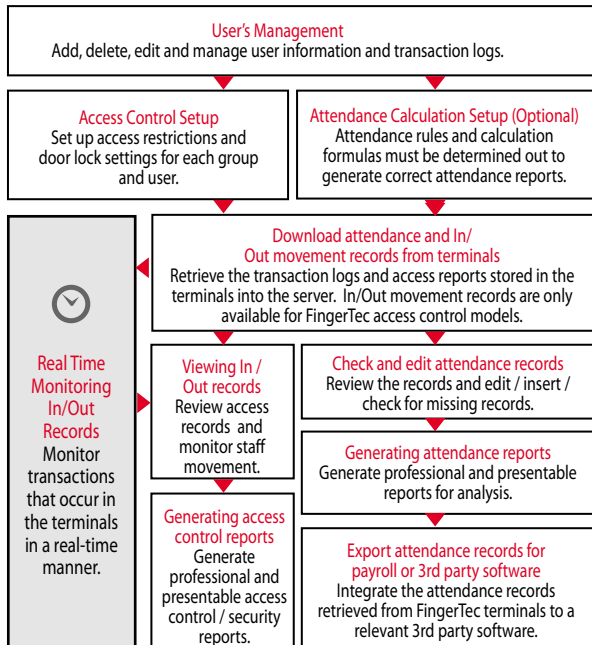 User's Management
Add, delete, edit and manage user information and transaction logs.
Access Control Setup
Set up access restrictions and
door lock settings for each group
and user.
Attendance Calculation Setup (Optional)
Attendance rules and calculation
formulas must be determined out to
generate correct attendance reports.
Download attendance and In/
Out movement records from terminals
Retrieve the transaction logs and access reports stored in the
terminals into the server. In/Out movement records are only
available for FingerTec access control models.
Real Time
Monitoring
In/Out
Records
Monitor
transactions
that occur in
the terminals
in a real-time
manner.
Viewing In /
Out records
Review access
records and
monitor staff
movement.
Generating access
control reports
Generate
professional and
presentable access
control / security
reports.
Check and edit attendance records
Review the records and edit / insert /
check for missing records.
Generating attendance reports
Generate professional and presentable
reports for analysis.
Export attendance records for
payroll or 3rd party software
Integrate the attendance records
retrieved from FingerTec terminals to a
relevant 3rd party software.